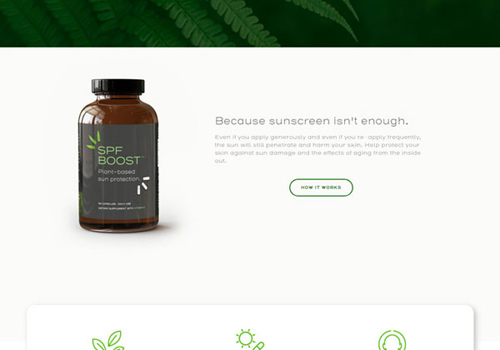 SPF
BOOST
Plant-based
sun protection.
Because sunscreen isn't enough.
Even if you apply generously and even if you re-apply frequently,
the sun will still penetrate and harm your skin. Help protect your
skin against sun damage and the effects of aging from the inside
out.
HOW IT WORKS